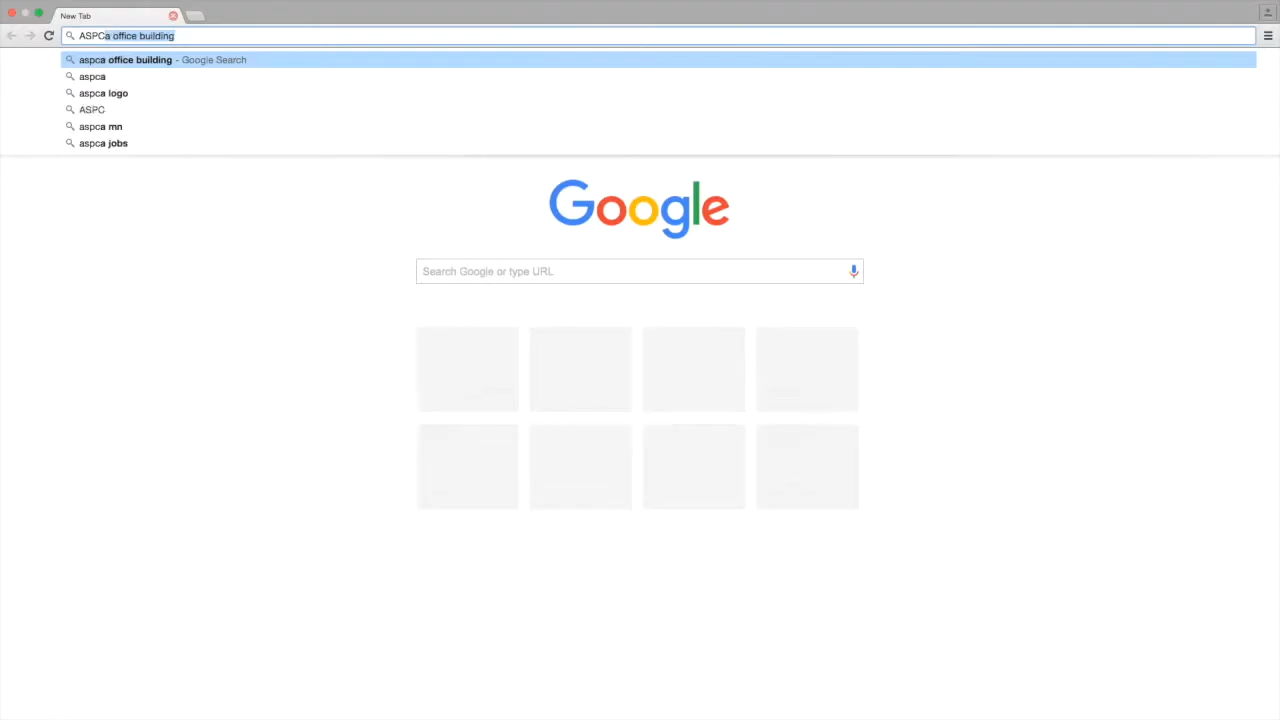 New Tab
ASPCa office building
aspca office building - Google Search
aspca
aspca logo
ASPC
aspca mn
aspca jobs
Google
Search Google or type URL